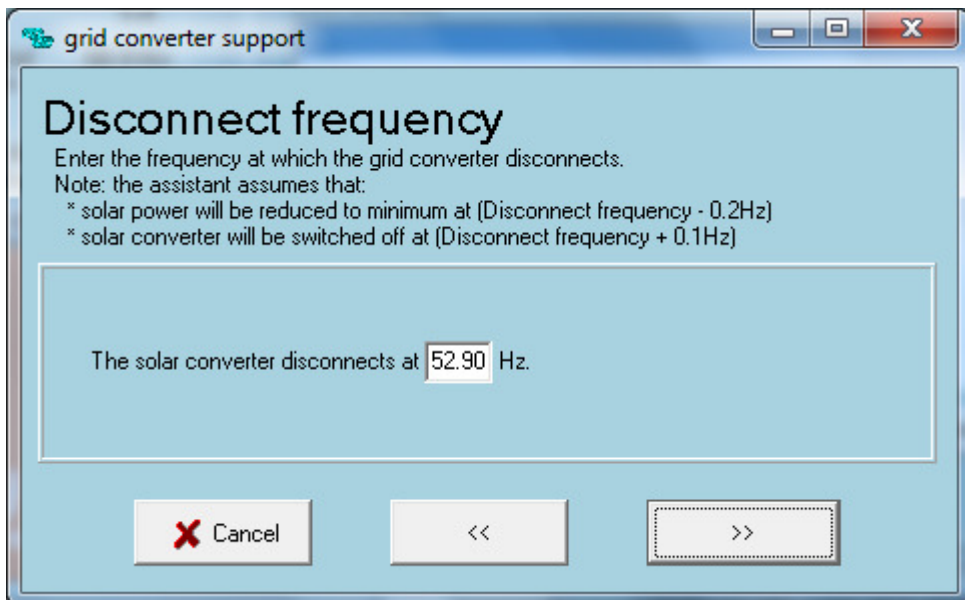 grid converter support
Disconnect frequency
Enter the frequency at which the grid converter disconnects.
Note: the assistant assumes that:
* solar power will be reduced to minimum at (Disconnect frequency - 0.2Hz)
* solar converter will be switched off at (Disconnect frequency + 0.1Hz)
The solar converter disconnects at 52.90 Hz.
Cancel << >>